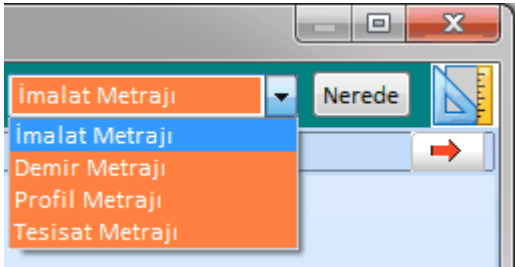 İmalat Metrajı
Nerede
İmalat Metrajı
Demir Metrajı
Profil Metrajı
Tesisat Metrajı